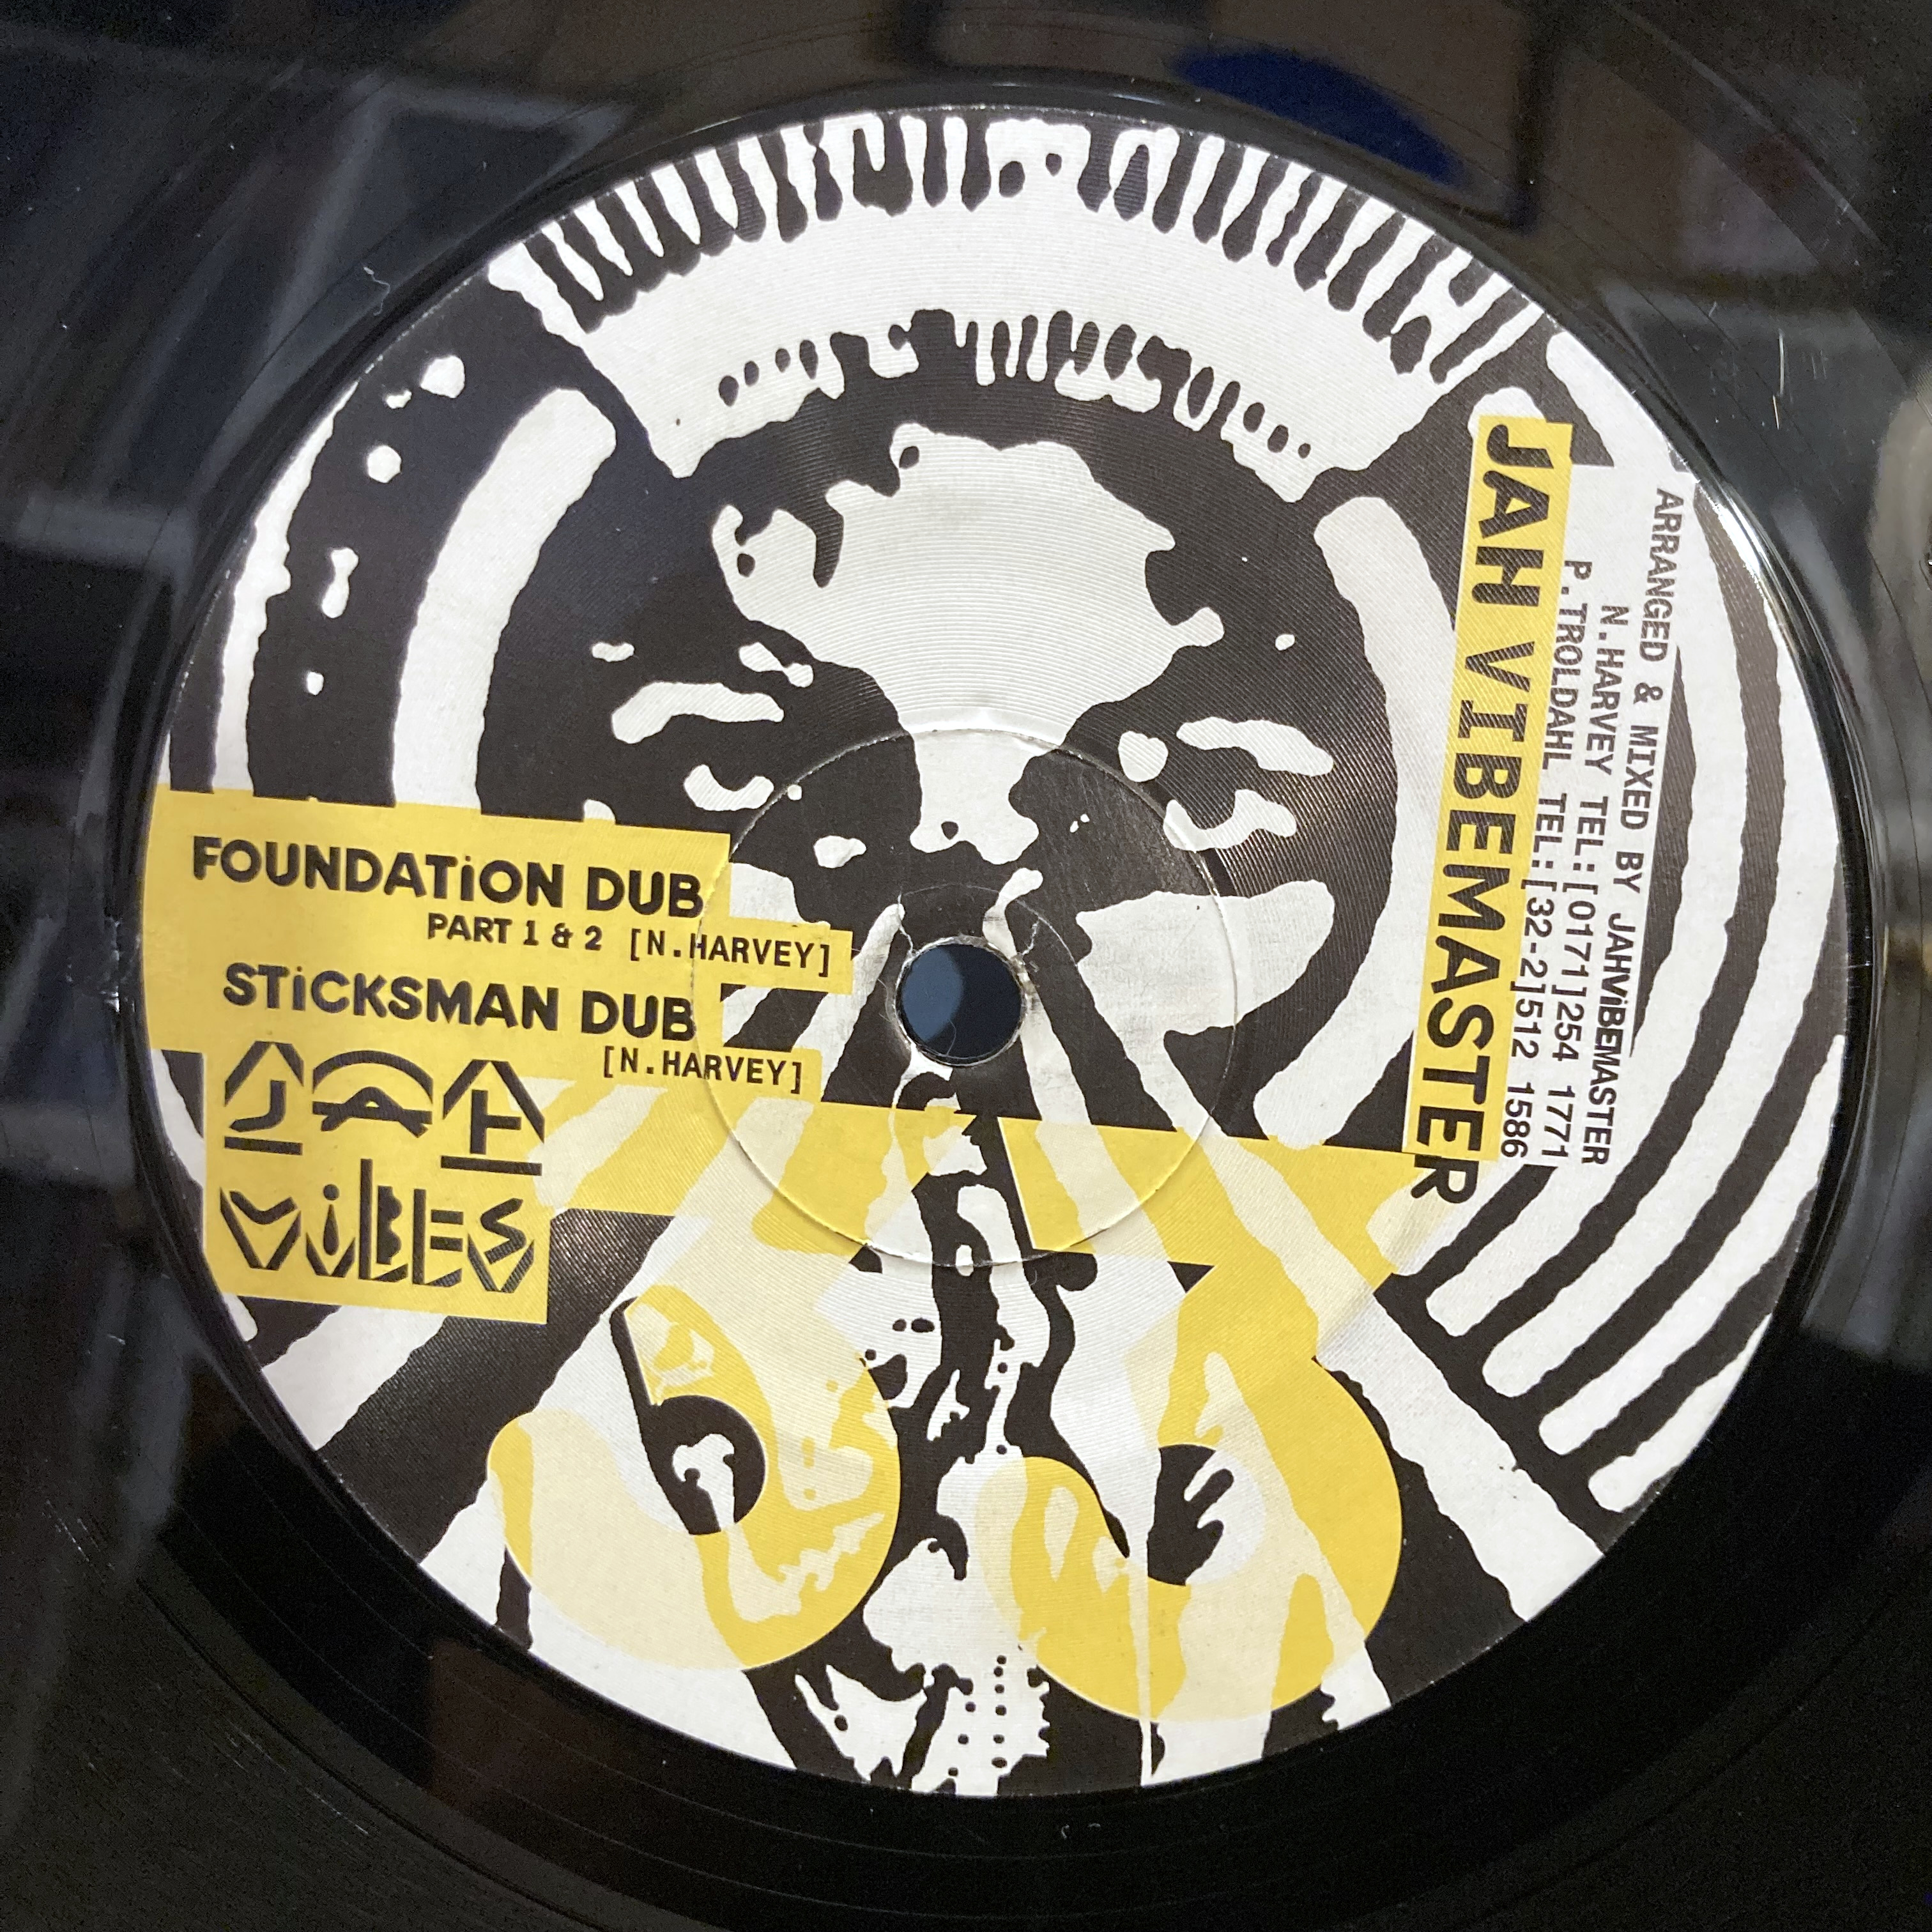 FOUNDATiON DUB
PART 1 & 2 [N.HARVEY]
STiCKSMAN DUB
[N.HARVEY]
JAH
ViBES
JAH VIBEMASTER
ARRANGED & MIXED BY JAHViBEMASTER
N.HARVEY TEL:[0171]254 1771
P.TROLDAHL TEL:[32-2]512 1586